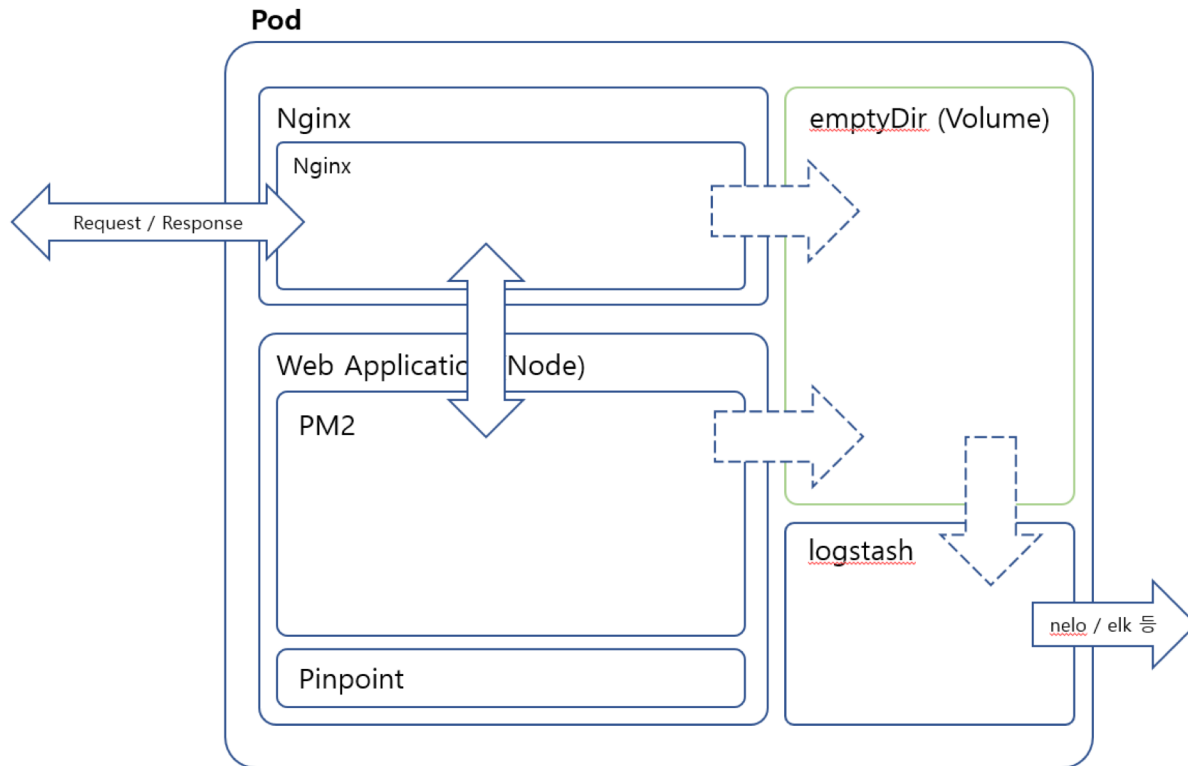 Pod
Nginx
emptyDir (Volume)
Nginx
Request / Response
Web Applicatio Node)
PM2
logstash
nelo / elk 등
Pinpoint